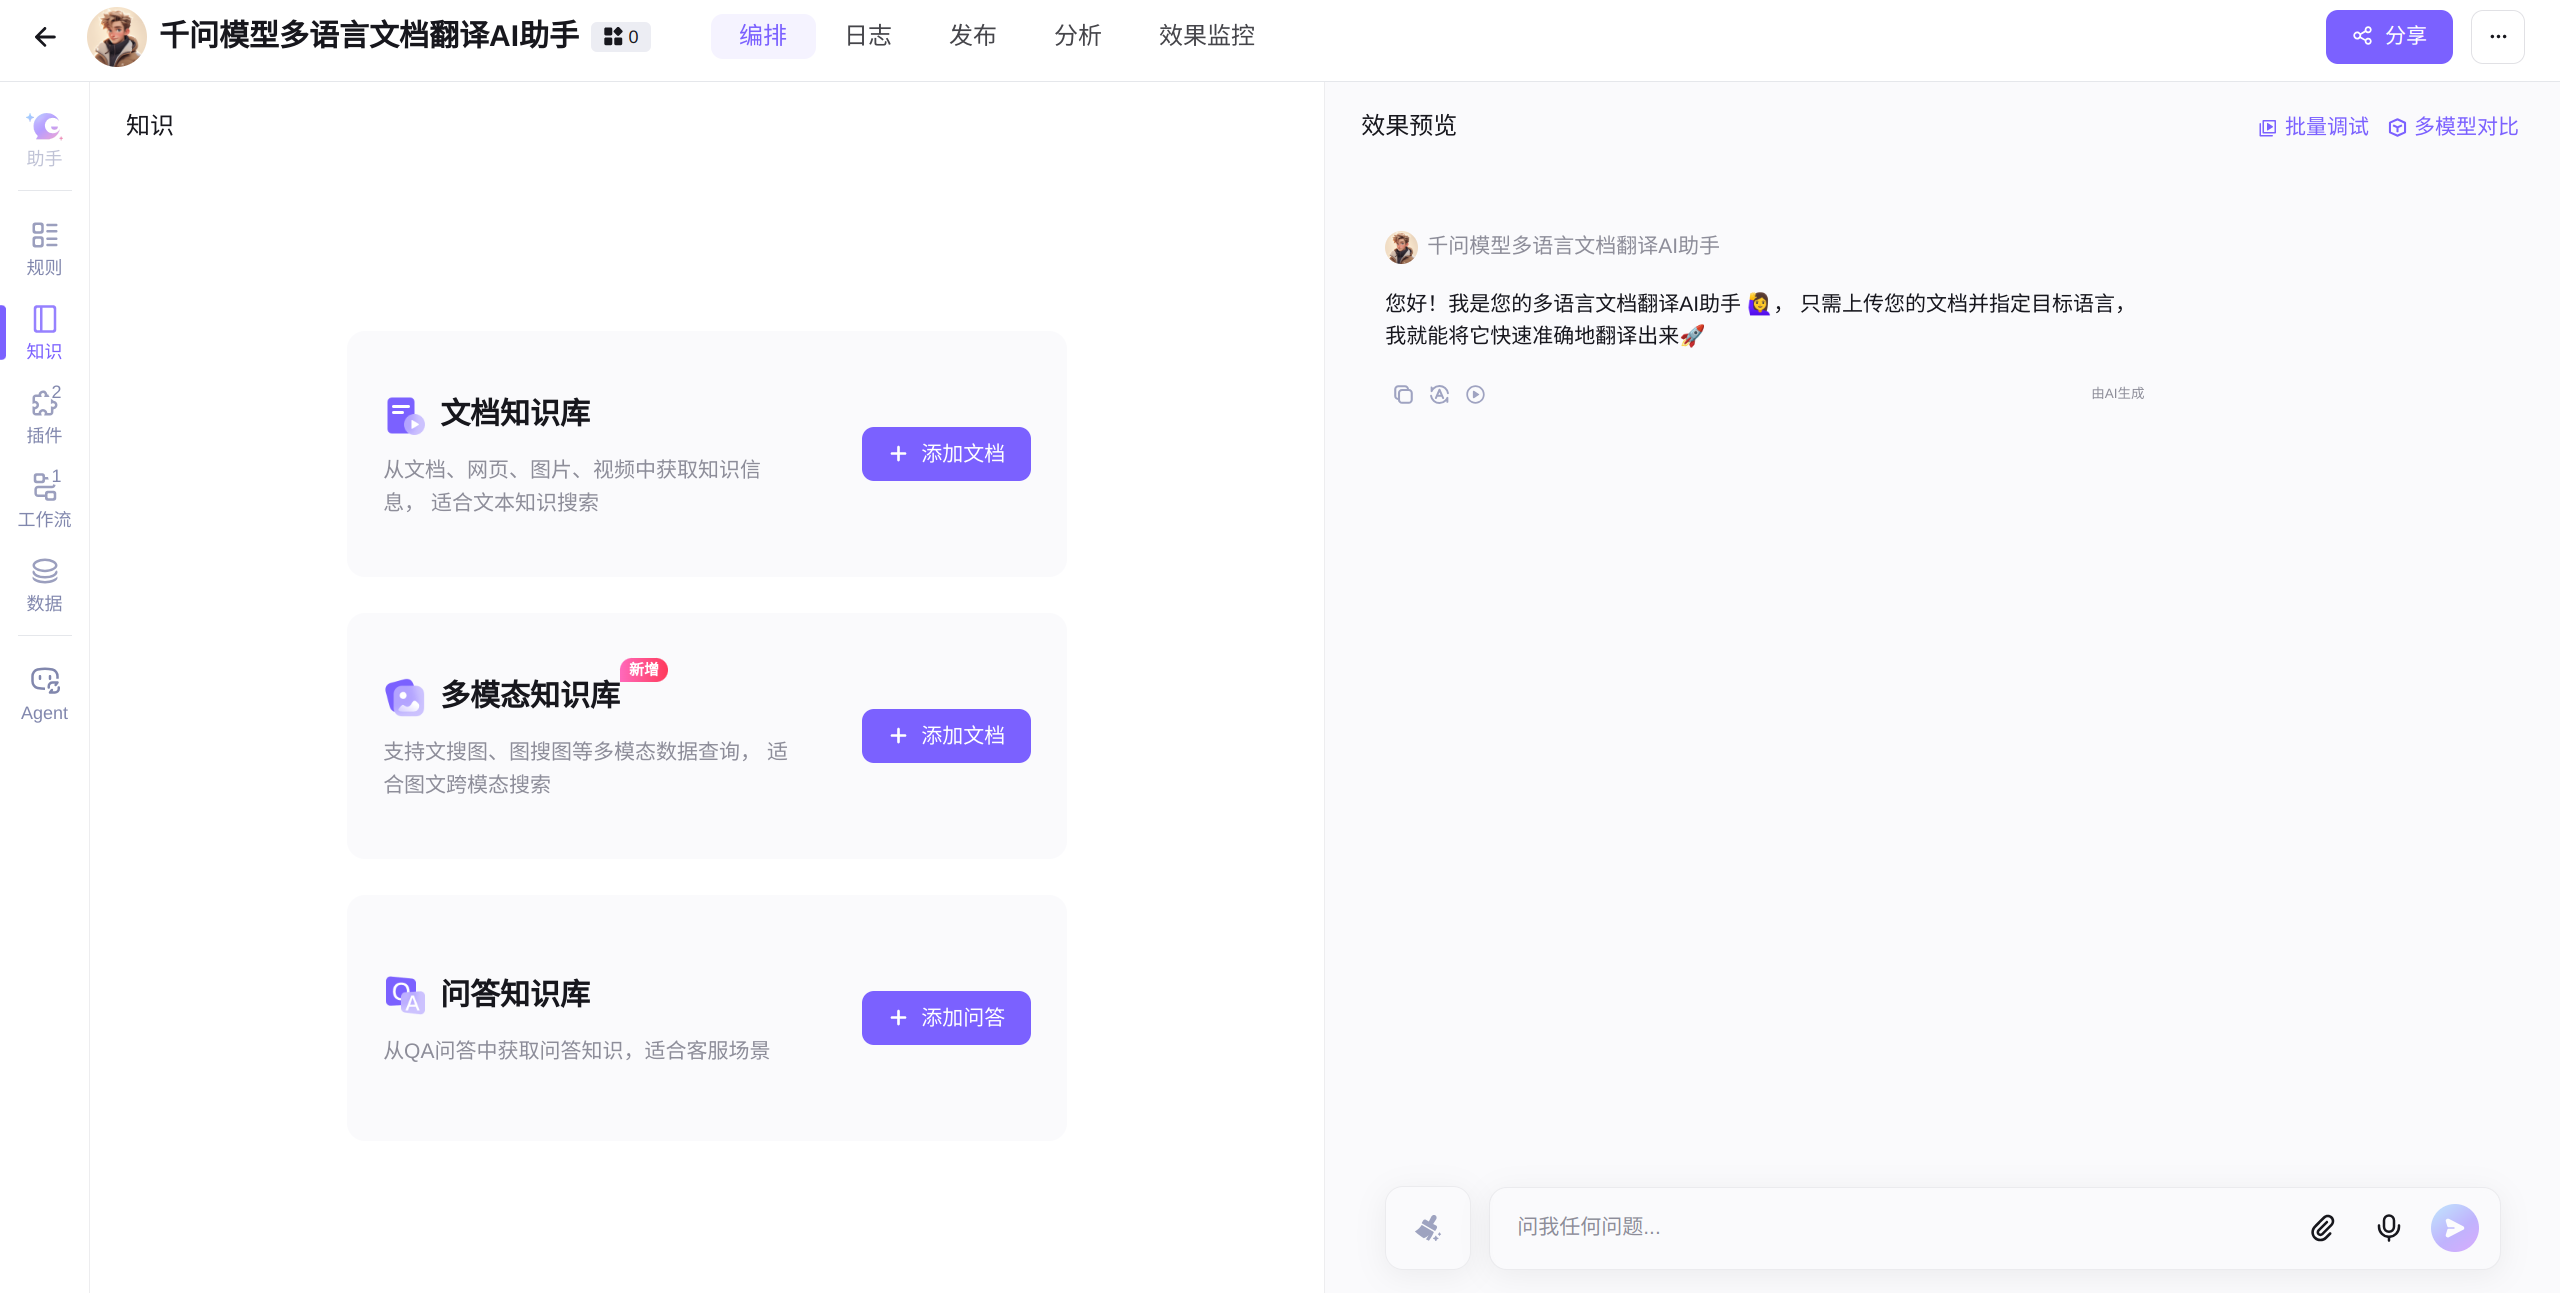 千问模型多语言文档翻译AI助手 0 编排 日志 发布 分析 效果监控 分享
助手
规则
知识
2
插件
1
工作流
数据
Agent
知识
文档知识库
从文档、网页、图片、视频中获取知识信
息， 适合文本知识搜索
添加文档
多模态知识库 新增
支持文搜图、图搜图等多模态数据查询， 适
合图文跨模态搜索
添加文档
QA 问答知识库
从QA问答中获取问答知识，适合客服场景
添加问答
效果预览 批量调试 多模型对比
千问模型多语言文档翻译AI助手
您好！我是您的多语言文档翻译AI助手 🙋‍♀️， 只需上传您的文档并指定目标语言，
我就能将它快速准确地翻译出来🚀
由AI生成
问我任何问题...